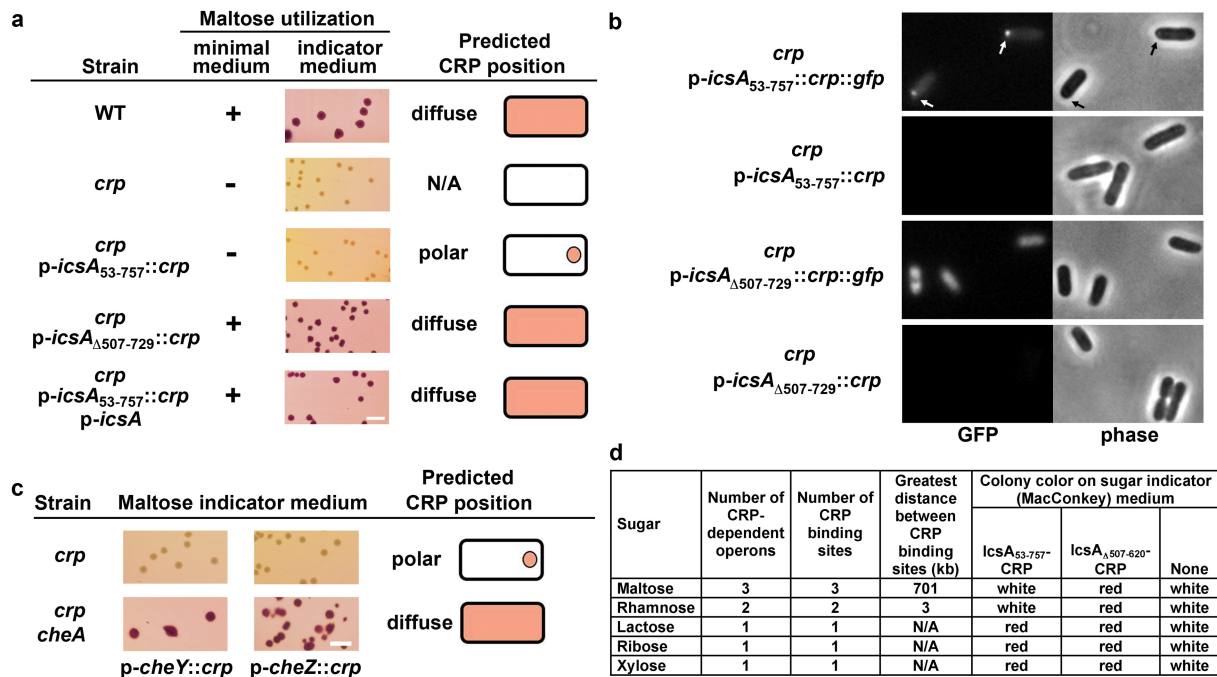 a
Maltose utilization
Strain
minimal
medium
indicator
medium
Predicted
CRP position
WT
+
diffuse
crp
-
N/A
crp
p-icsA53-757::crp
-
polar
crp
p-icsAΔ507-729::crp
+
diffuse
crp
p-icsA53-757::crp
p-icsA
+
diffuse
b
crp
p-icsA53-757::crp::gfp
crp
p-icsA53-757::crp
crp
p-icsAΔ507-729::crp::gfp
crp
p-icsAΔ507-729::crp
GFP phase
c
Strain Maltose indicator medium
Predicted
CRP position
crp
polar
crp
cheA
diffuse
p-cheY::crp p-cheZ::crp
d
Sugar
Number of
CRP-
dependent
operons
Number of
CRP
binding
sites
Greatest
distance
between
CRP
binding
sites (kb)
Colony color on sugar indicator
(MacConkey) medium
IcsA53-757-
CRP
IcsAΔ507-620-
CRP
None
Maltose 3 3 701 white red white
Rhamnose 2 2 3 white red white
Lactose 1 1 N/A red red white
Ribose 1 1 N/A red red white
Xylose 1 1 N/A red red white